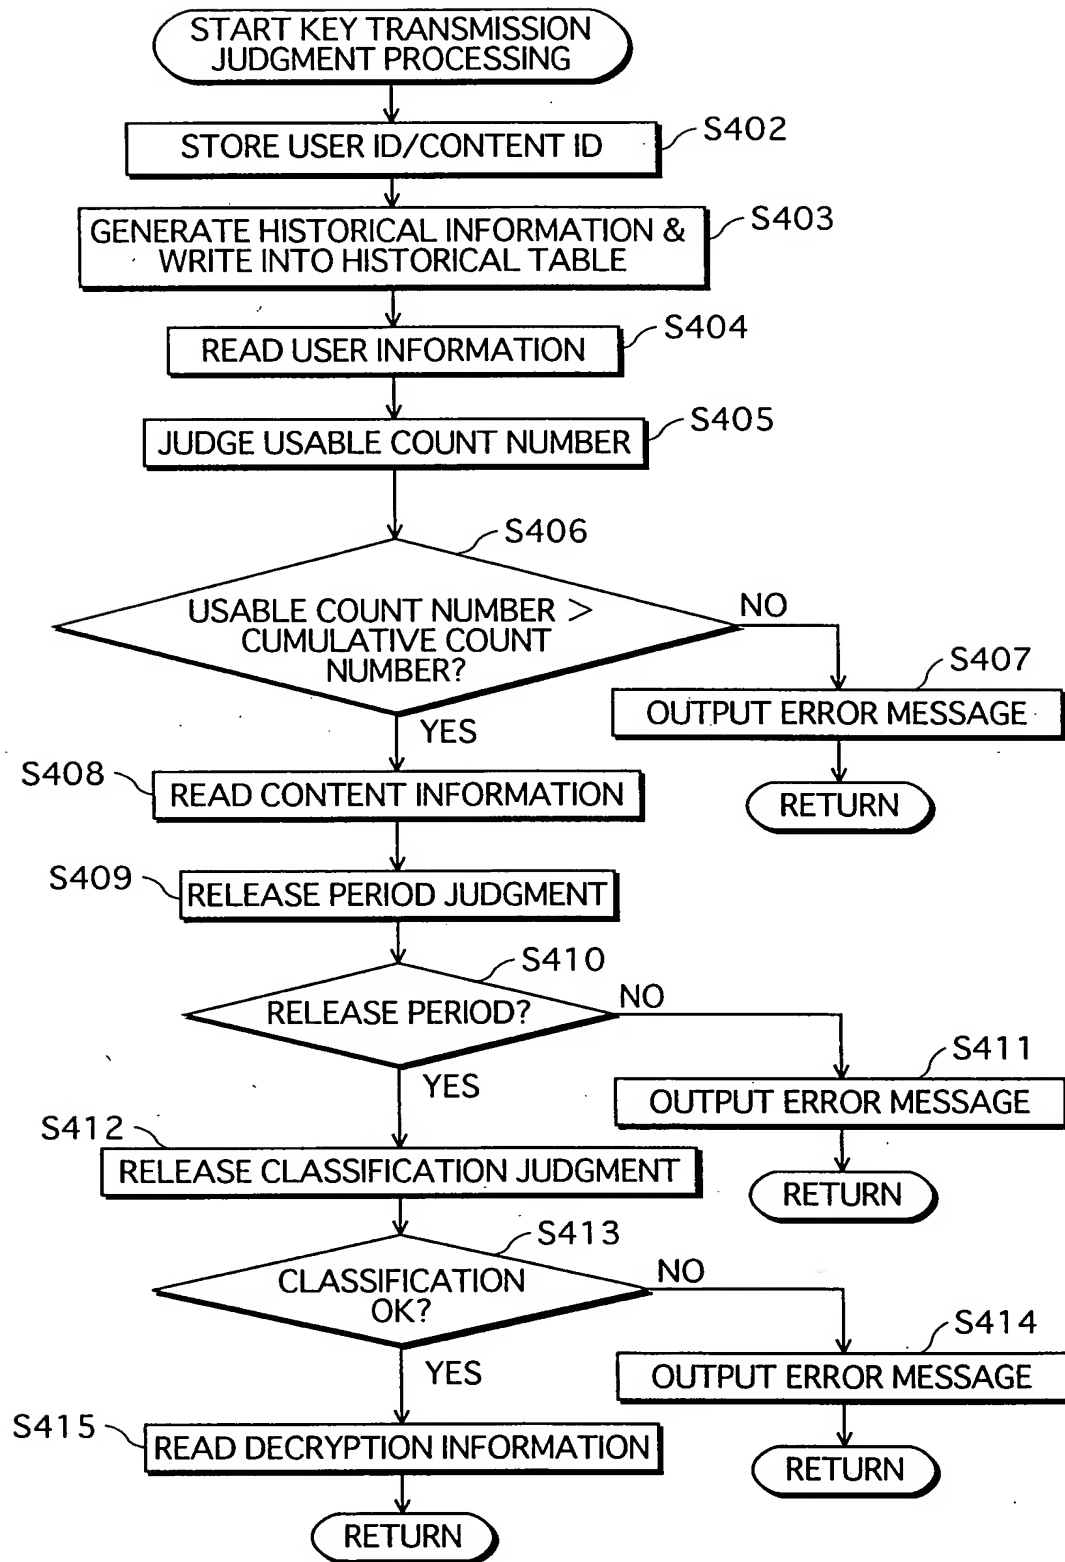 START KEY TRANSMISSION
JUDGMENT PROCESSING
S402
STORE USER ID/CONTENT ID
S403
GENERATE HISTORICAL INFORMATION &
WRITE INTO HISTORICAL TABLE
S404
READ USER INFORMATION
S405
JUDGE USABLE COUNT NUMBER
S406
USABLE COUNT NUMBER >
CUMULATIVE COUNT
NUMBER?
NO
YES
S407
OUTPUT ERROR MESSAGE
RETURN
S408
READ CONTENT INFORMATION
S409
RELEASE PERIOD JUDGMENT
S410
RELEASE PERIOD?
NO
YES
S411
OUTPUT ERROR MESSAGE
RETURN
S412
RELEASE CLASSIFICATION JUDGMENT
S413
CLASSIFICATION
OK?
NO
YES
S414
OUTPUT ERROR MESSAGE
RETURN
S415
READ DECRYPTION INFORMATION
RETURN